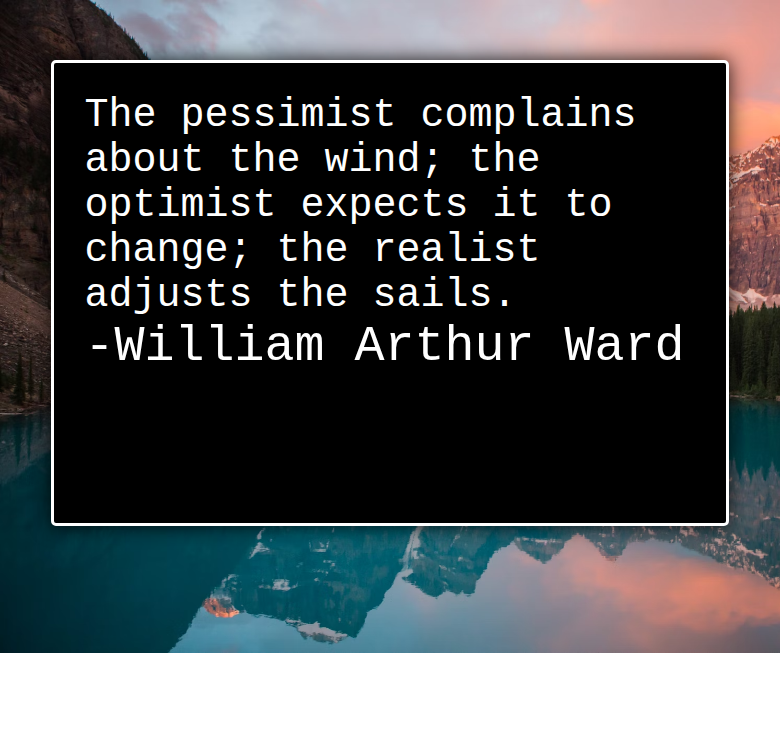 The pessimist complains
about the wind; the
optimist expects it to
change; the realist
adjusts the sails.
-William Arthur Ward